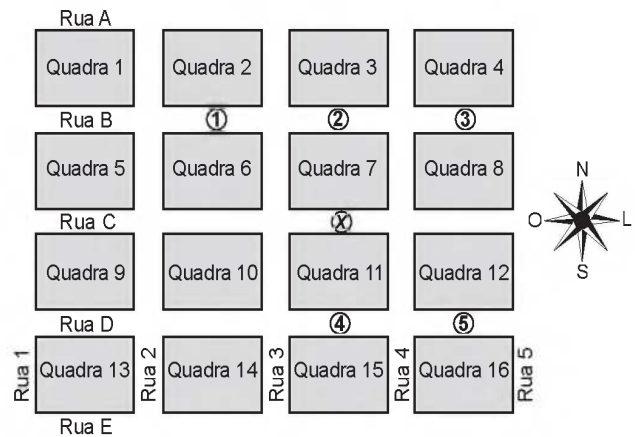 Rua A
Quadra 1 Quadra 2 Quadra 3 Quadra 4
Rua B 1 2 3
Quadra 5 Quadra 6 Quadra 7 Quadra 8
Rua C X
Quadra 9 Quadra 10 Quadra 11 Quadra 12
Rua D 4 5
Rua 1 Quadra 13 Rua 2 Quadra 14 Rua 3 Quadra 15 Rua 4 Quadra 16 Rua 5
Rua E
N
O L
S